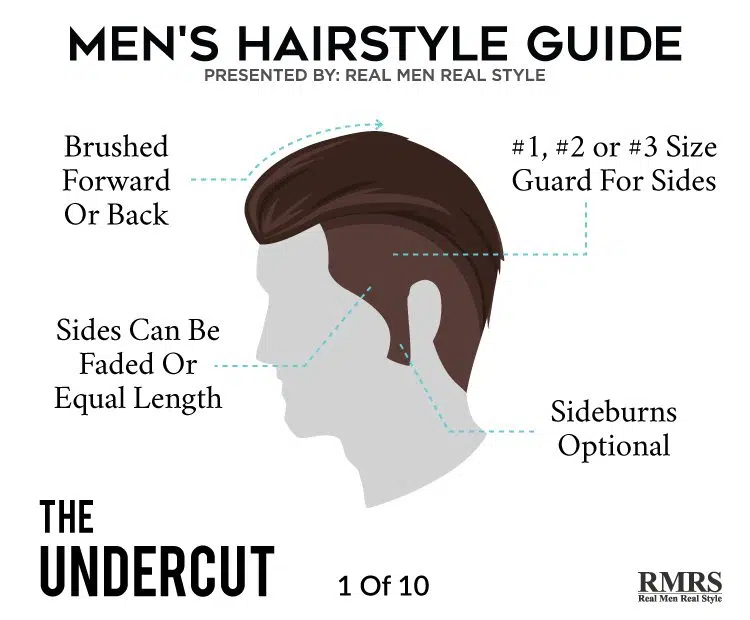 MEN'S HAIRSTYLE GUIDE
PRESENTED BY: REAL MEN REAL STYLE
Brushed
Forward
Or Back
#1, #2 or #3 Size
Guard For Sides
Sides Can Be
Faded Or
Equal Length
Sideburns
Optional
THE
UNDERCUT
1 Of 10
RMRS
Real Men Real Style